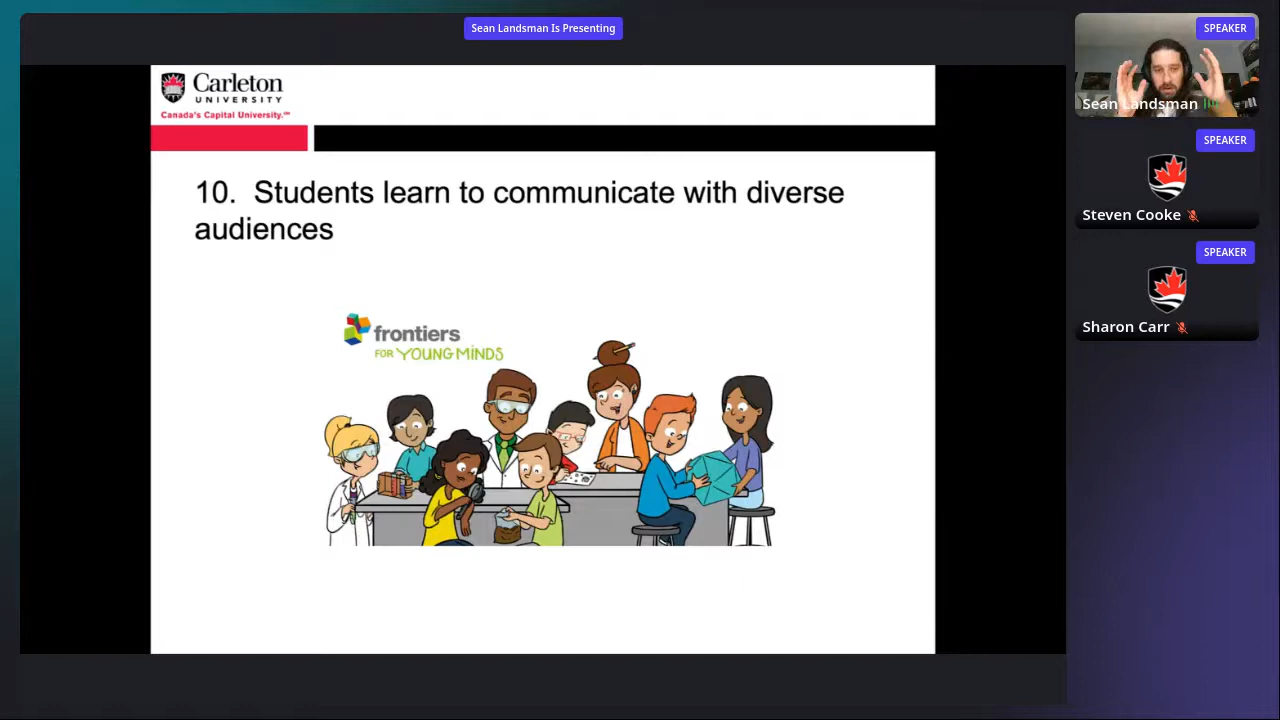 Sean Landsman Is Presenting
Carleton
UNIVERSITY
Canada's Capital University.℠
10. Students learn to communicate with diverse
audiences
frontiers
FOR YOUNG MINDS
SPEAKER
Sean Landsman
SPEAKER
Steven Cooke
SPEAKER
Sharon Carr